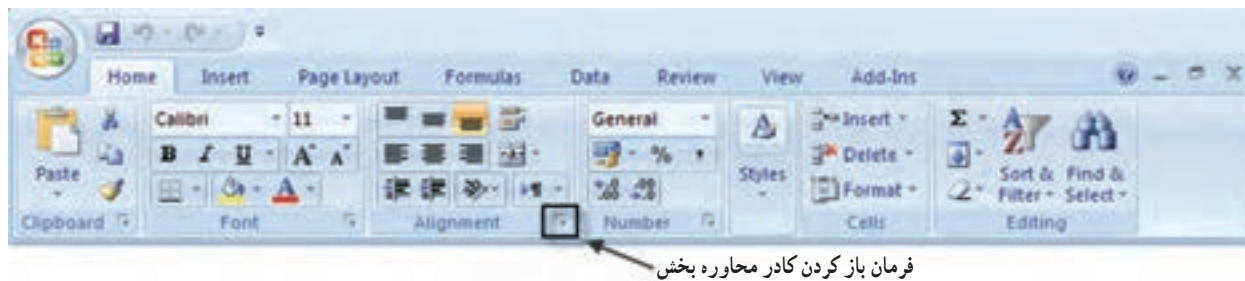 Home Insert Page Layout Formulas Data Review View Add-Ins
Calibri 11 General Insert
B I U A A % , Delete
Paste Styles Format Sort & Filter Find & Select
Clipboard Font Alignment Number Cells Editing
فرمان باز کردن کادر محاوره بخش